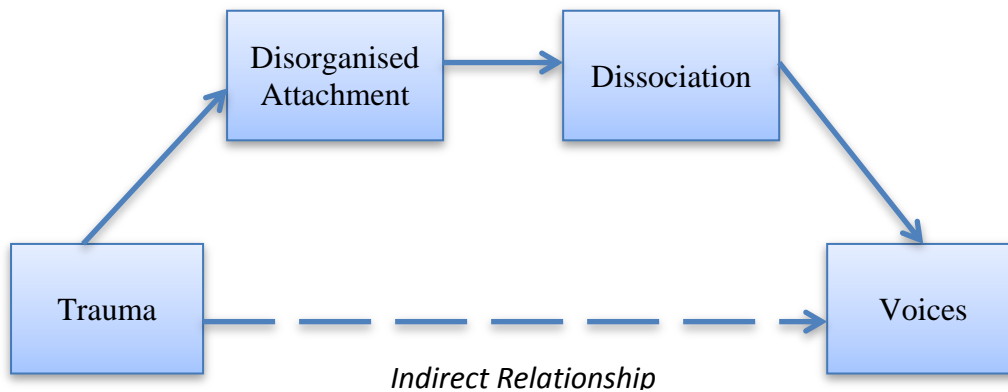 Disorganised
Attachment
Dissociation
Trauma
Voices
Indirect Relationship